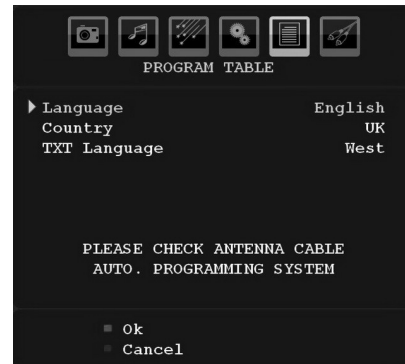 PROGRAM TABLE
Language English
Country UK
TXT Language West
PLEASE CHECK ANTENNA CABLE
AUTO. PROGRAMMING SYSTEM
Ok
Cancel